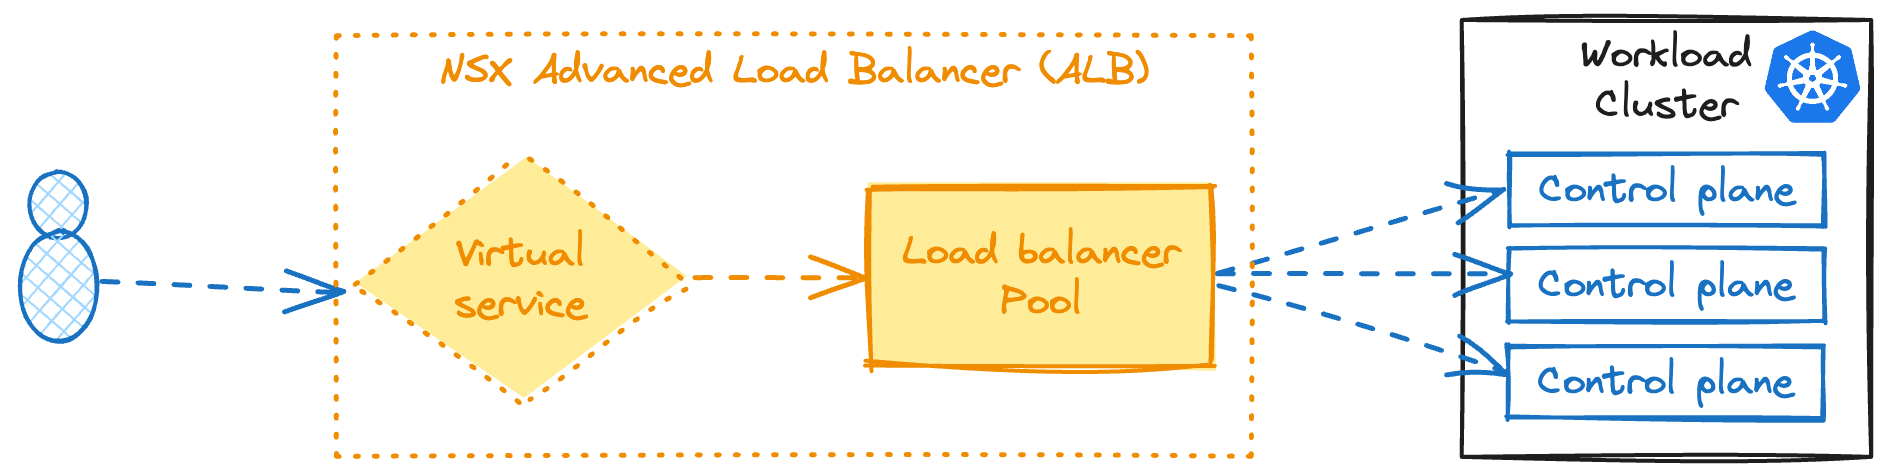 NSX Advanced Load Balancer (ALB)
Virtual
service
Load balancer
Pool
Workload
Cluster
Control plane
Control plane
Control plane